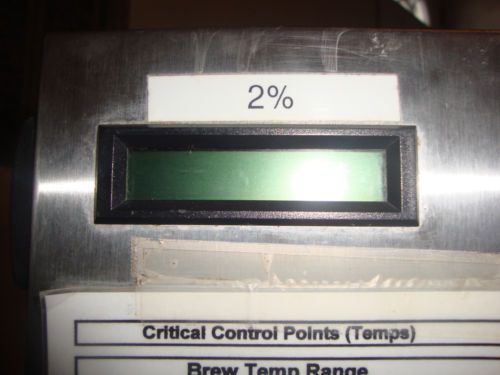 2%
Critical Control Points (Temps)
Brew Temp Range